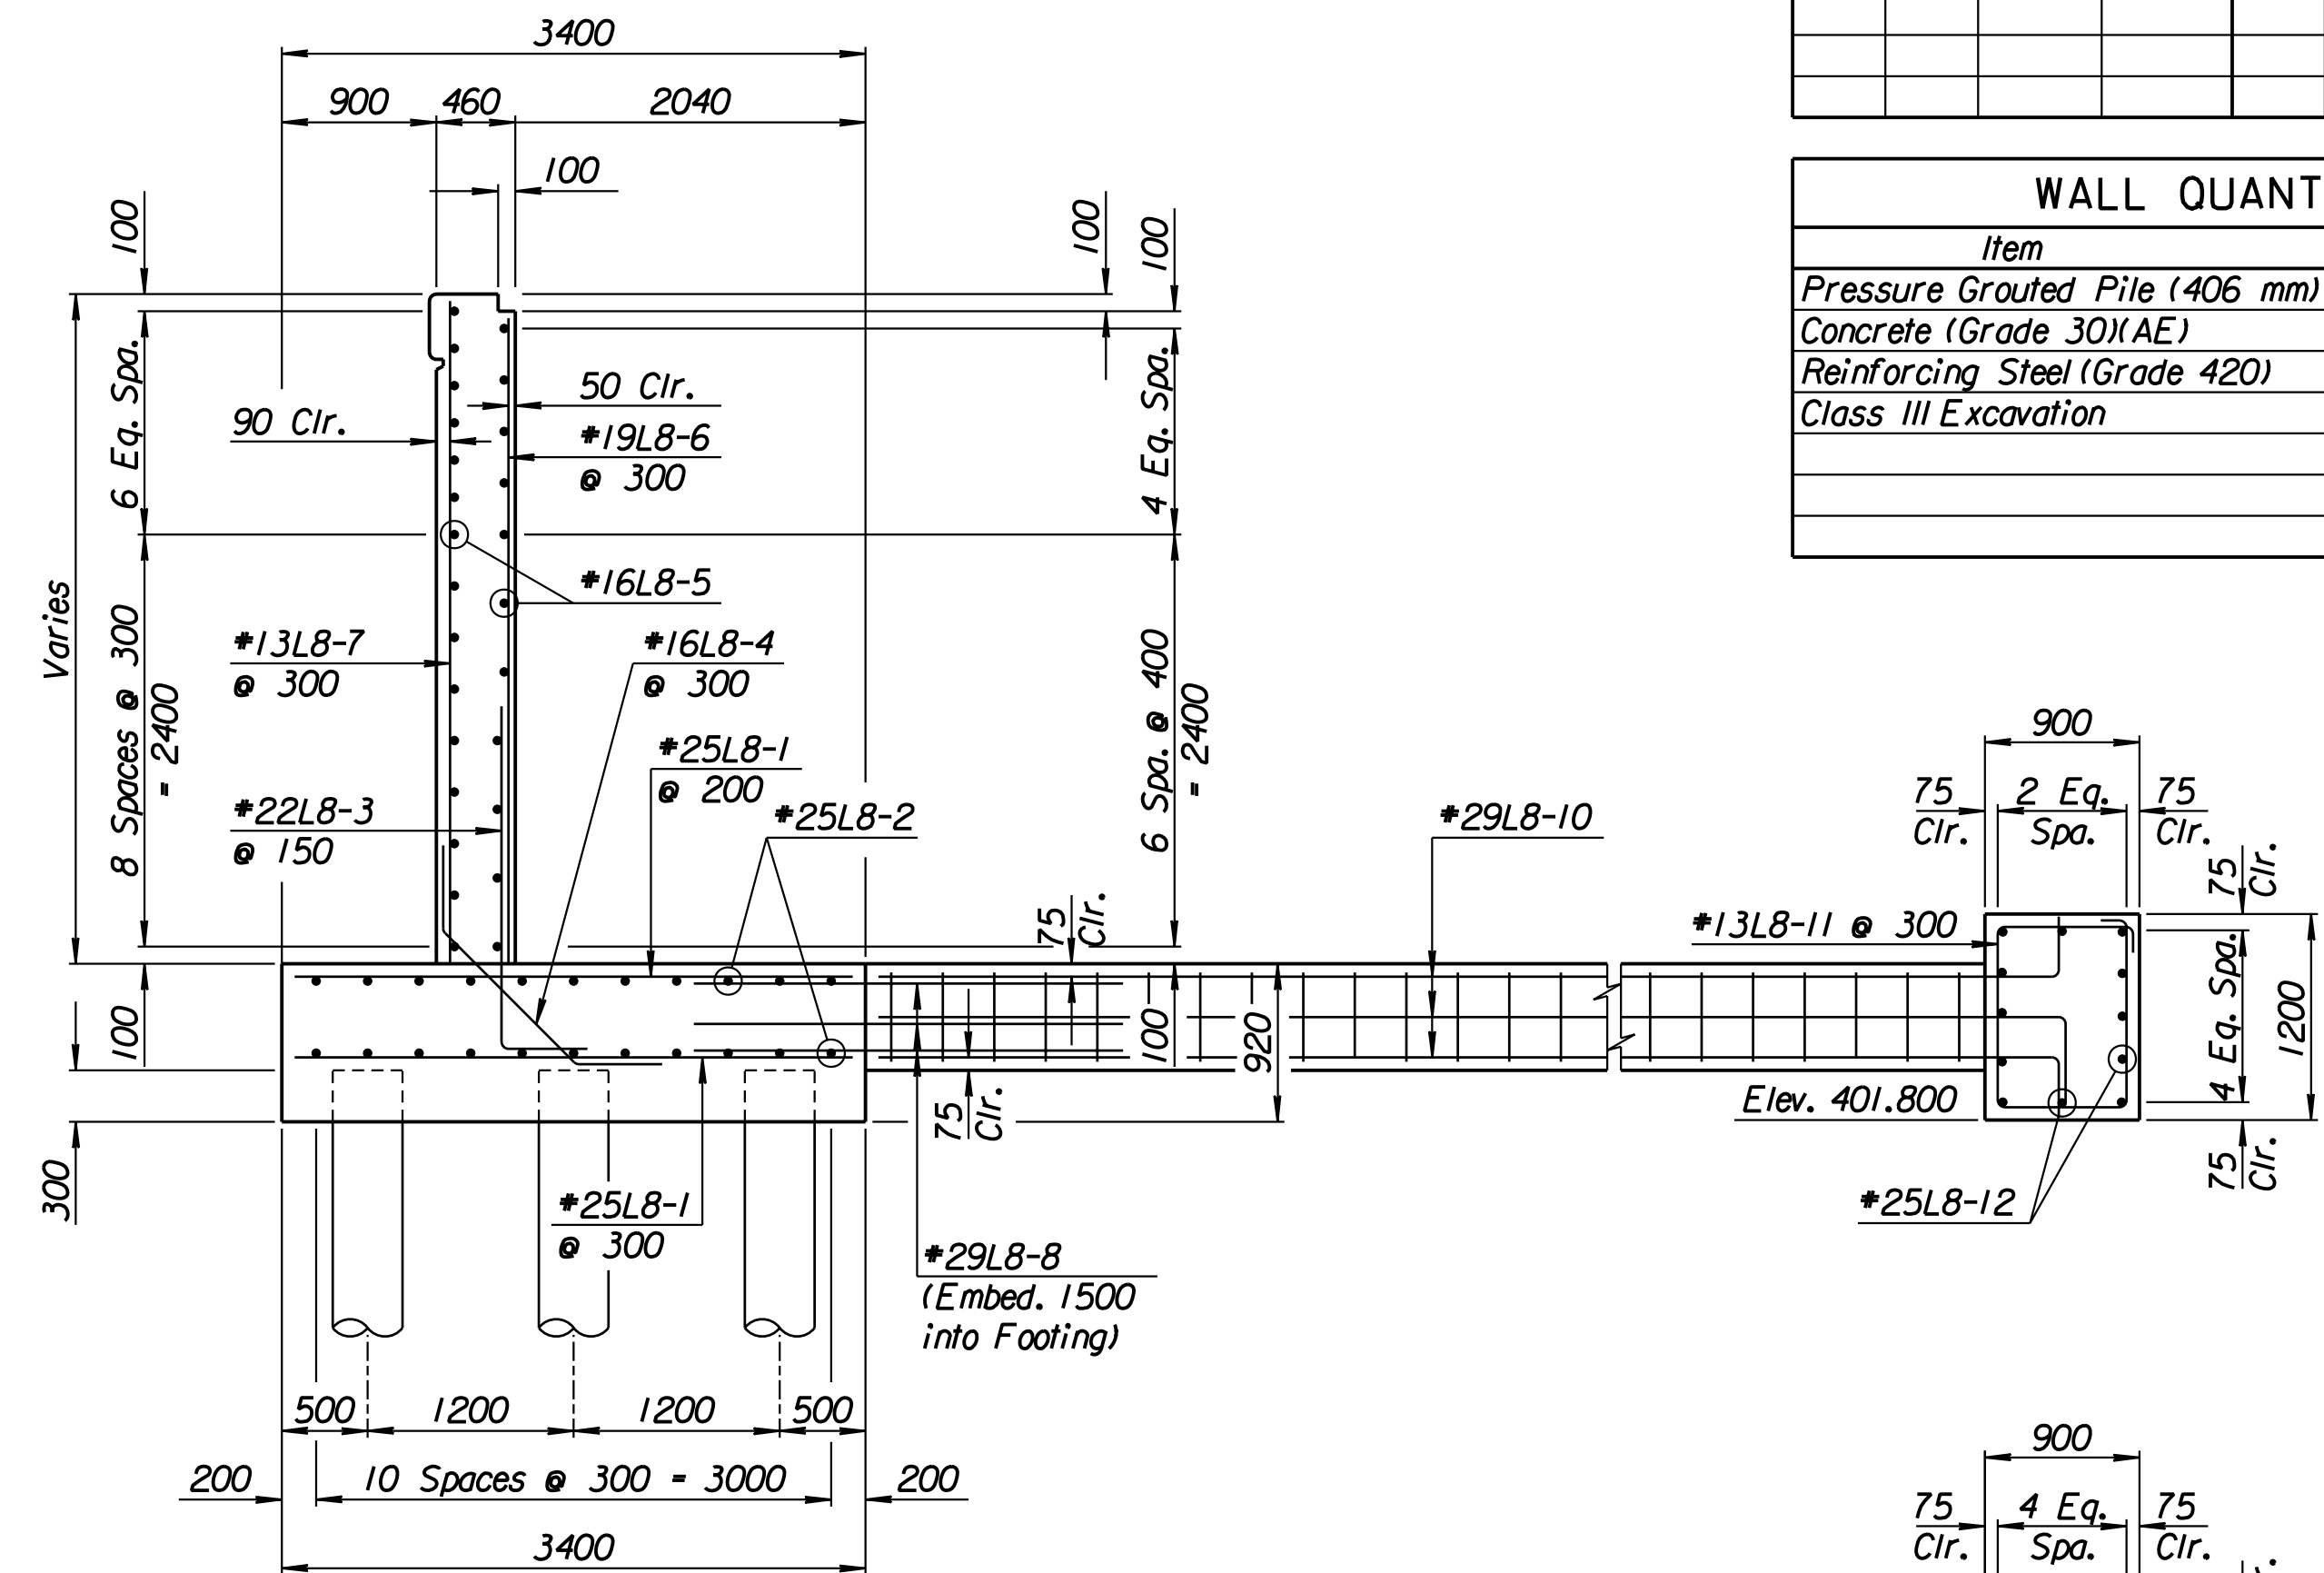 3400
900 460 2040
100
100
100
100
6 Eq. Spa.
90 Clr.
50 Clr.
#19L8-6
@ 300
4 Eq. Spa.
#16L8-5
Varies
8 Spaces @ 300
= 2400
#13L8-7
@ 300
#16L8-4
@ 300
#25L8-1
@ 200
#25L8-2
#22L8-3
@ 150
6 Spa. @ 400
= 2400
75
Clr.
#29L8-10
100
300
100
920
75
Clr.
#25L8-1
@ 300
#29L8-8
(Embed. 1500
into Footing)
500 1200 1200 500
200 10 Spaces @ 300 = 3000 200
3400
WALL QUANT
Item
Pressure Grouted Pile (406 mm)
Concrete (Grade 30)(AE)
Reinforcing Steel (Grade 420)
Class III Excavation
900
75 2 Eq. 75
Clr. Spa. Clr.
75
Clr.
#13L8-11 @ 300
4 Eq. Spa.
1200
Elev. 401.800
75
Clr.
#25L8-12
900
75 4 Eq. 75
Clr. Spa. Clr.